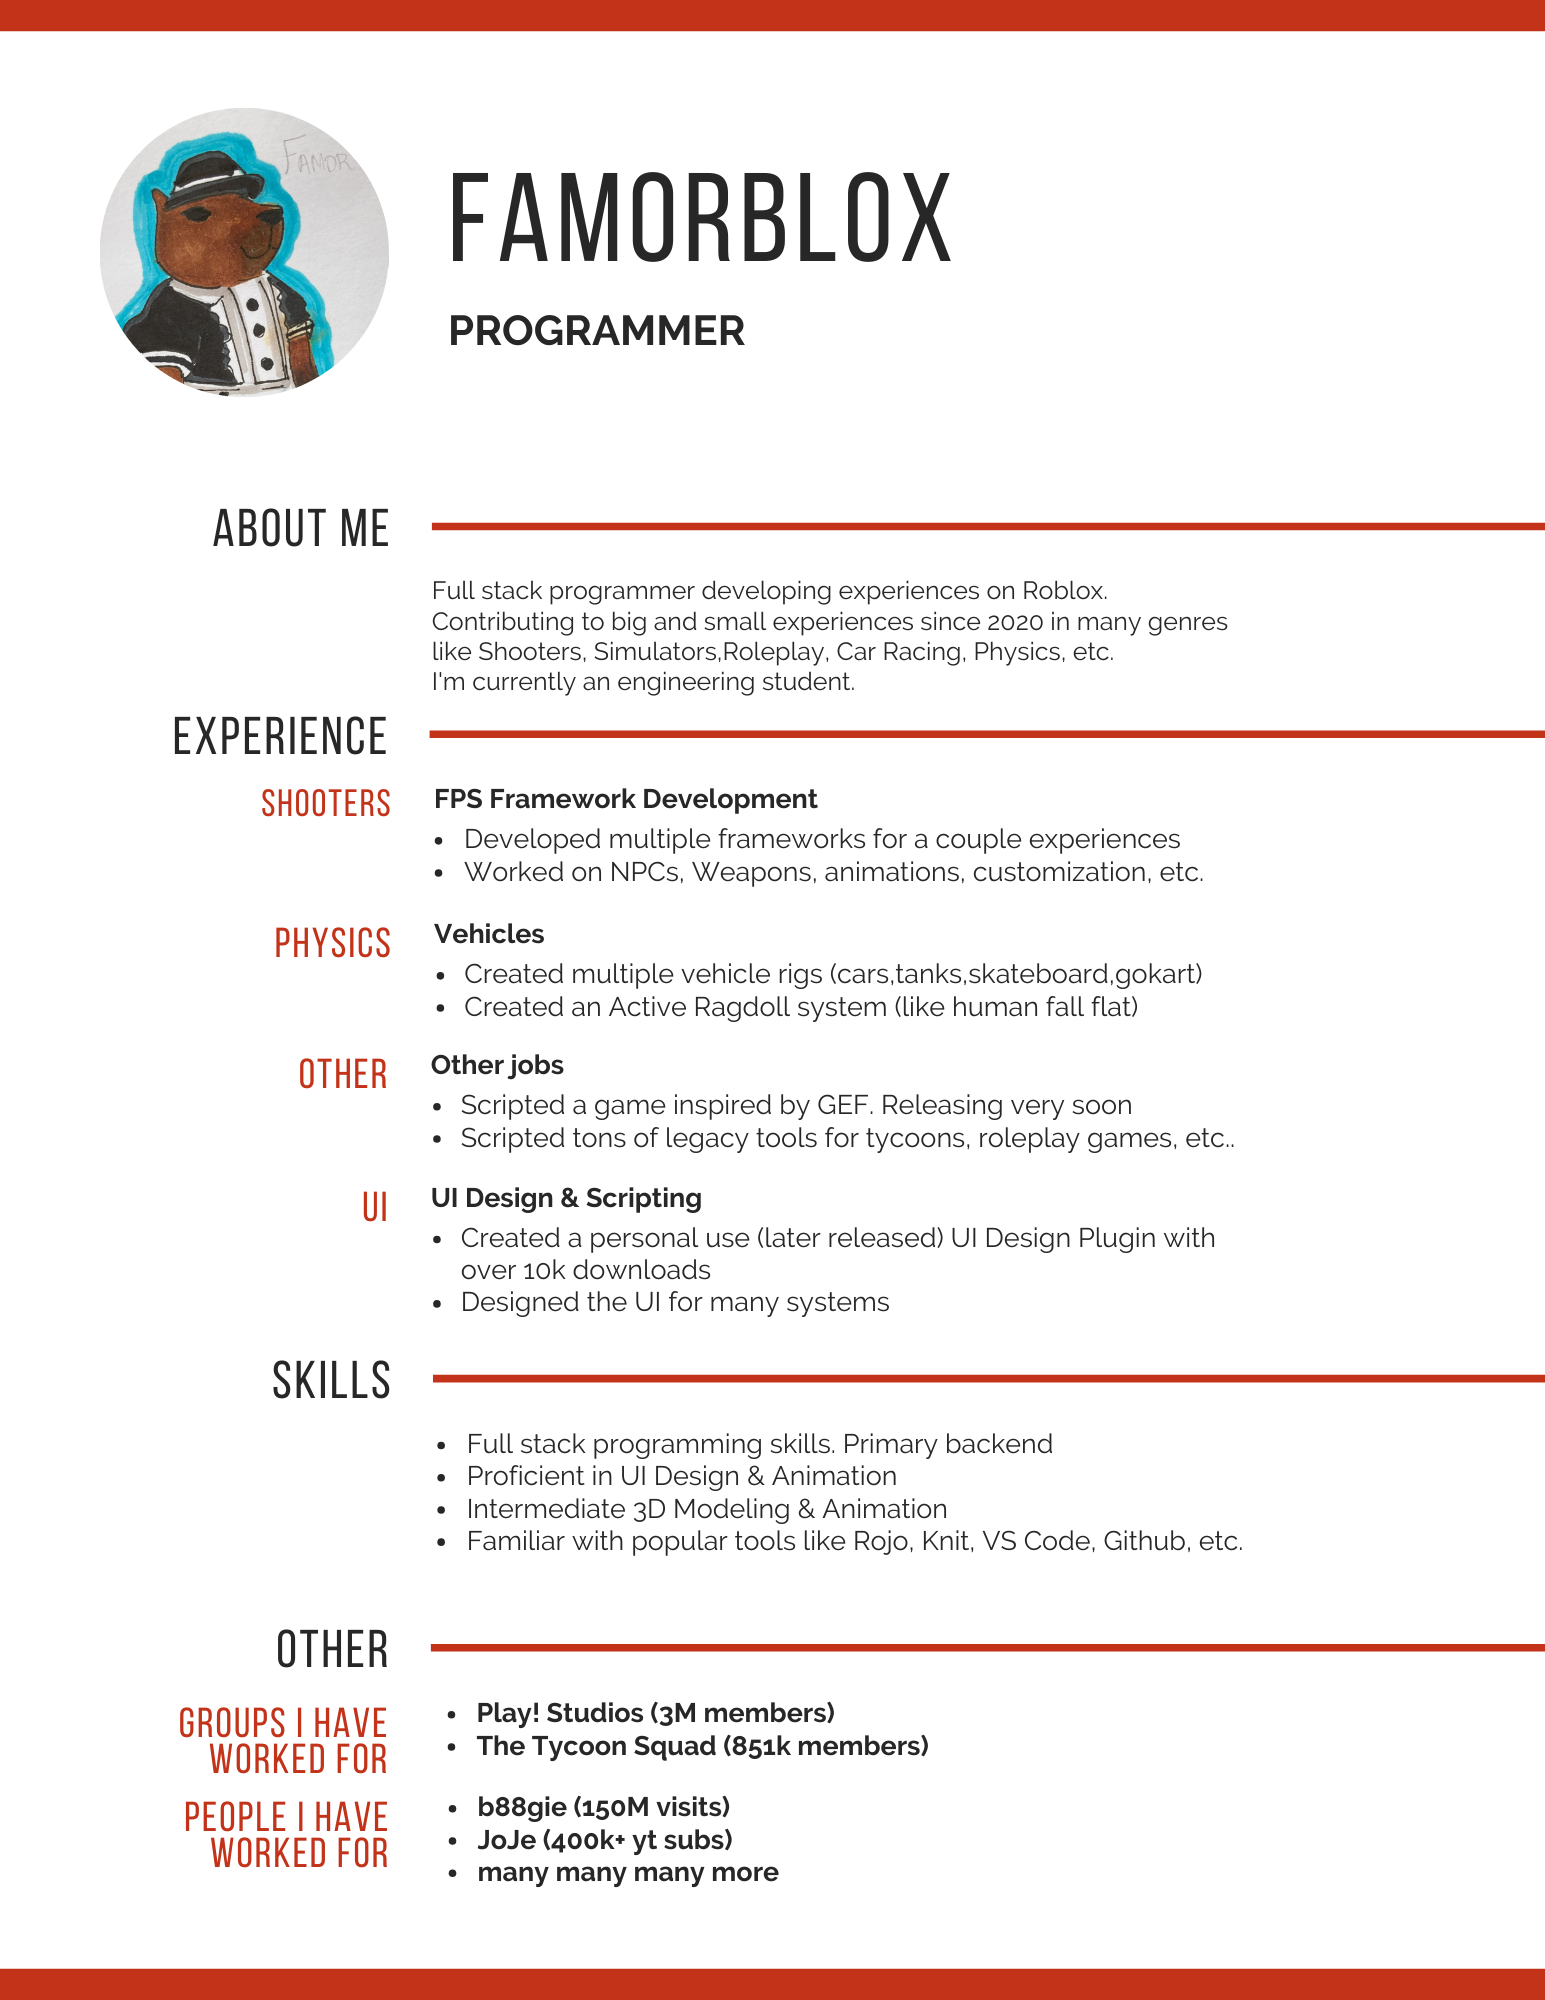 FAMOR
FAMORBLOX
PROGRAMMER
ABOUT ME
Full stack programmer developing experiences on Roblox.
Contributing to big and small experiences since 2020 in many genres
like Shooters, Simulators,Roleplay, Car Racing, Physics, etc.
I'm currently an engineering student.
EXPERIENCE
SHOOTERS
FPS Framework Development
• Developed multiple frameworks for a couple experiences
• Worked on NPCs, Weapons, animations, customization, etc.
PHYSICS
Vehicles
• Created multiple vehicle rigs (cars,tanks,skateboard,gokart)
• Created an Active Ragdoll system (like human fall flat)
OTHER
Other jobs
• Scripted a game inspired by GEF. Releasing very soon
• Scripted tons of legacy tools for tycoons, roleplay games, etc..
UI
UI Design & Scripting
• Created a personal use (later released) UI Design Plugin with
over 10k downloads
• Designed the UI for many systems
SKILLS
• Full stack programming skills. Primary backend
• Proficient in UI Design & Animation
• Intermediate 3D Modeling & Animation
• Familiar with popular tools like Rojo, Knit, VS Code, Github, etc.
OTHER
GROUPS I HAVE
WORKED FOR
• Play! Studios (3M members)
• The Tycoon Squad (851k members)
PEOPLE I HAVE
WORKED FOR
• b88gie (150M visits)
• JoJe (400k+ yt subs)
• many many many more